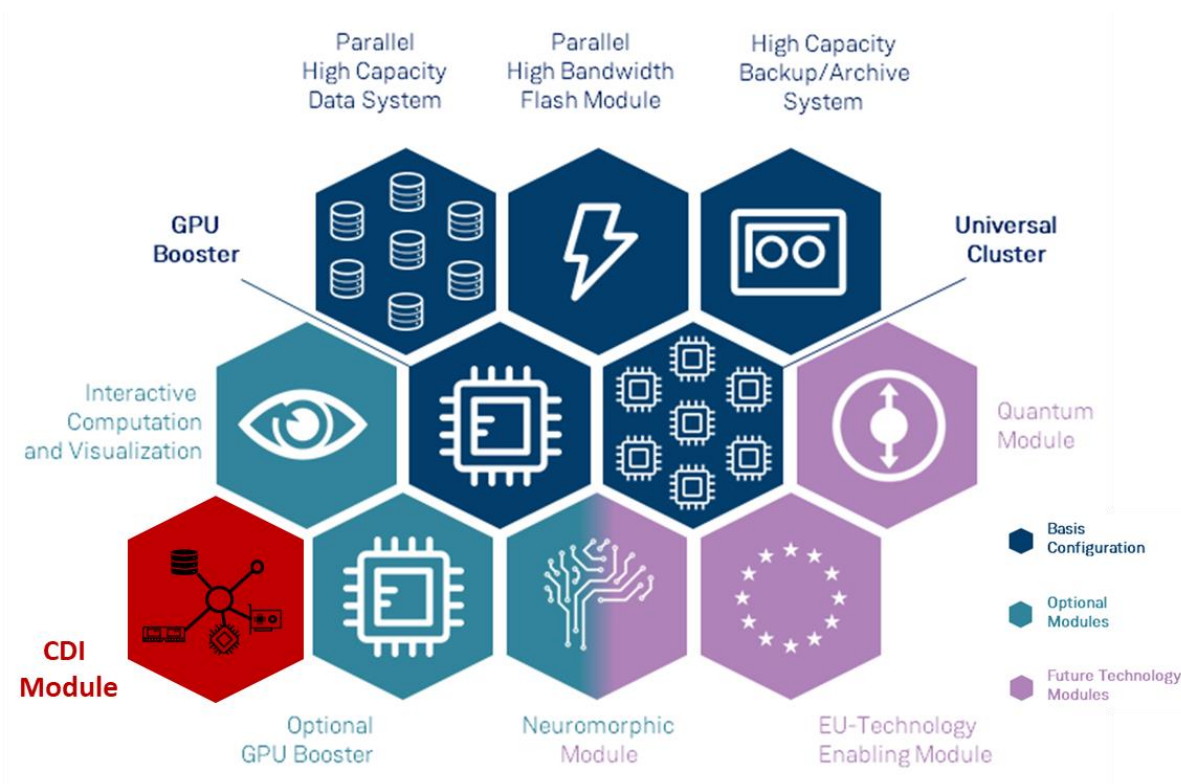 Parallel
High Capacity
Data System
Parallel
High Bandwidth
Flash Module
High Capacity
Backup/Archive
System
GPU
Booster
Universal
Cluster
Interactive
Computation
and Visualization
Quantum
Module
Basis
Configuration
Optional
Modules
Future Technology
Modules
CDI
Module
Optional
GPU Booster
Neuromorphic
Module
EU-Technology
Enabling Module